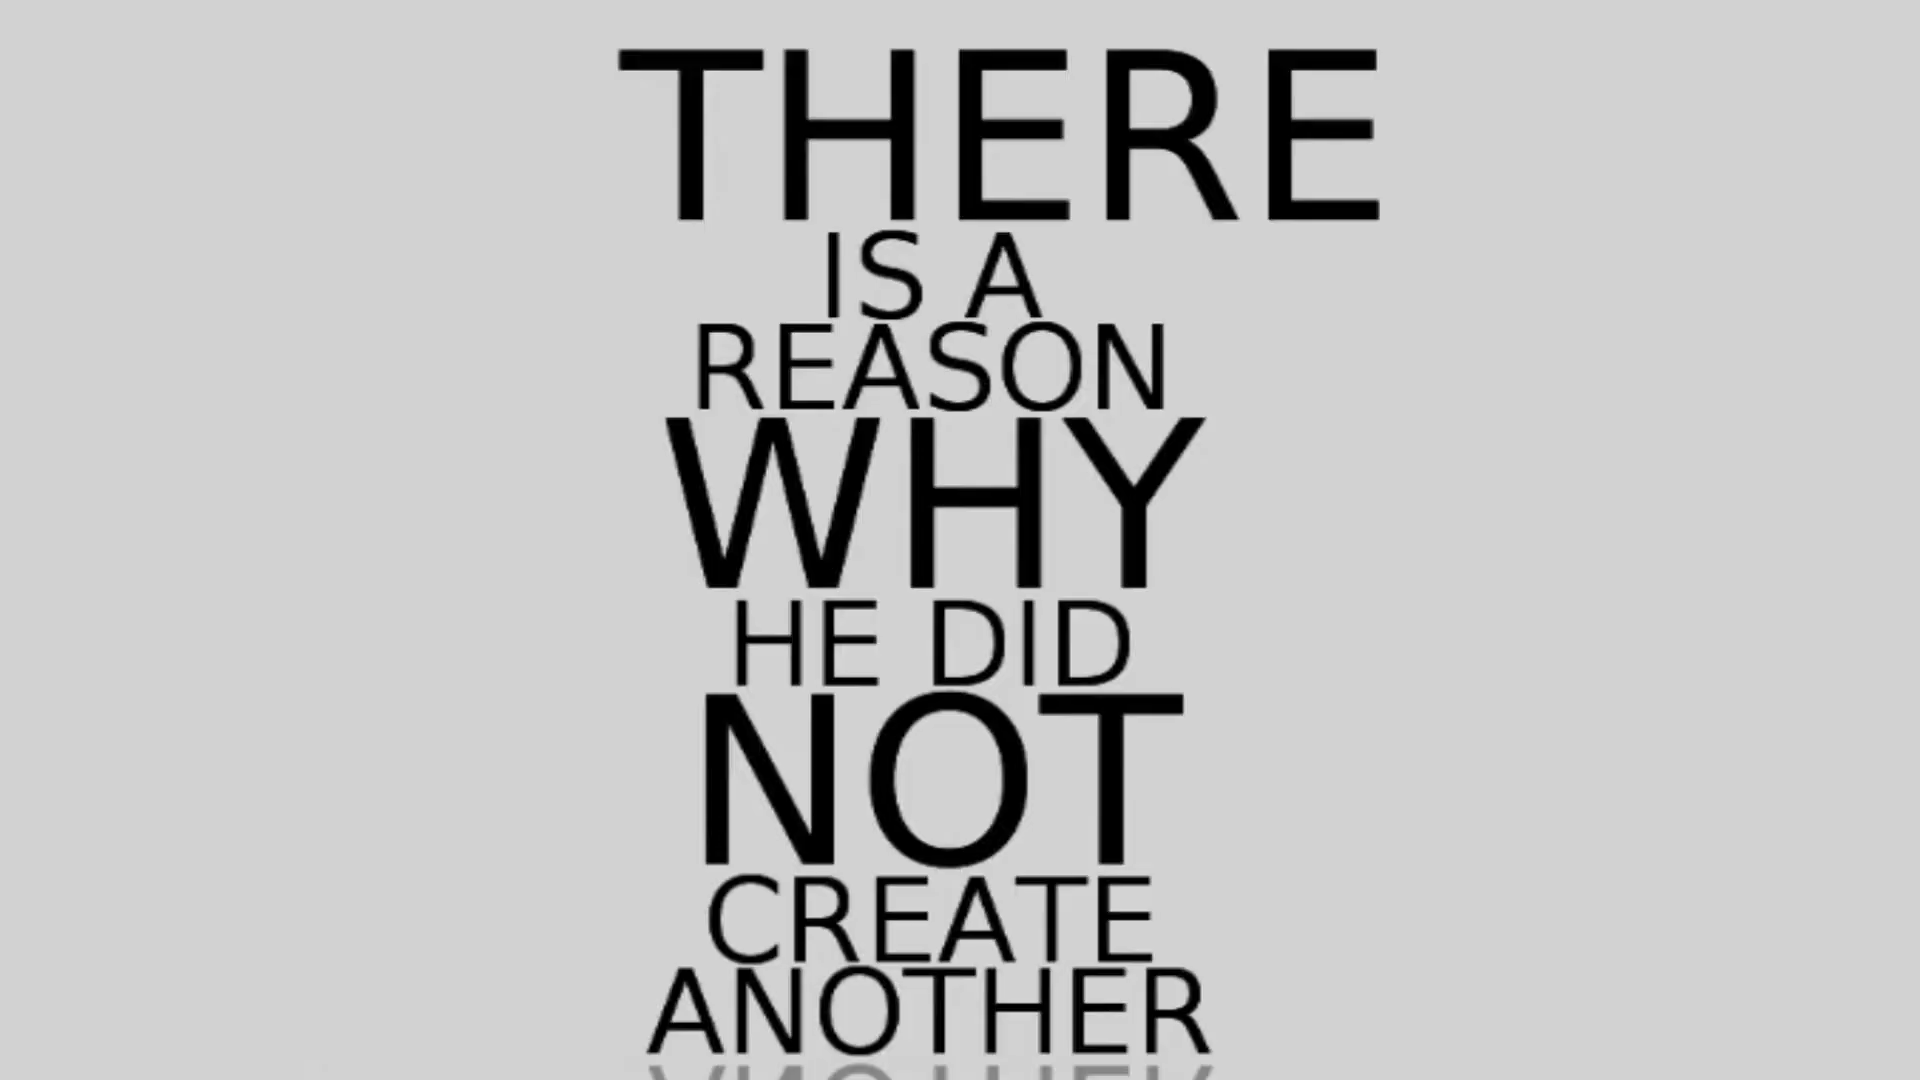 THERE
IS A
REASON
WHY
HE DID
NOT
CREATE
ANOTHER